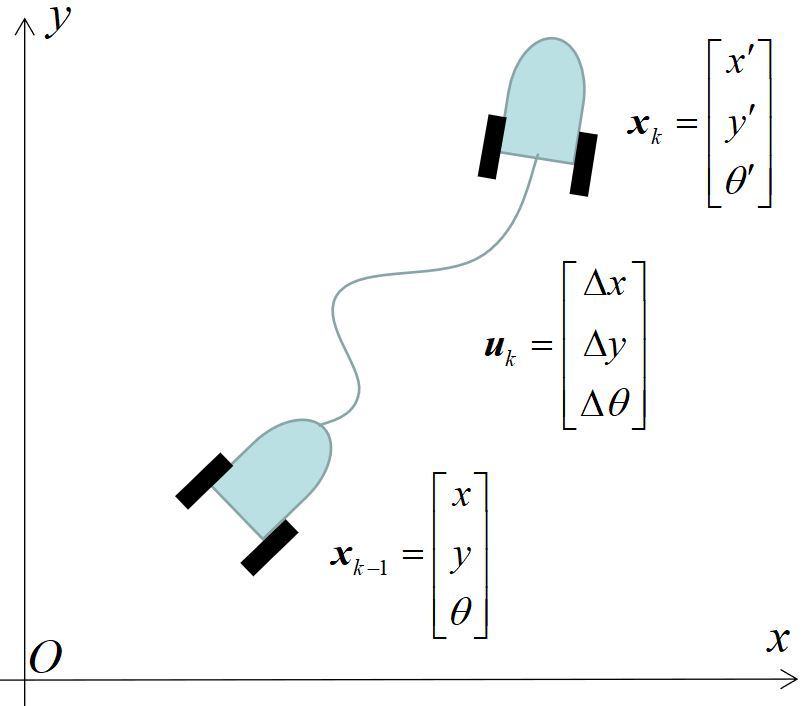 y
x_k = [x′ y′ θ′]
u_k = [Δx Δy Δθ]
x_{k−1} = [x y θ]
O
x